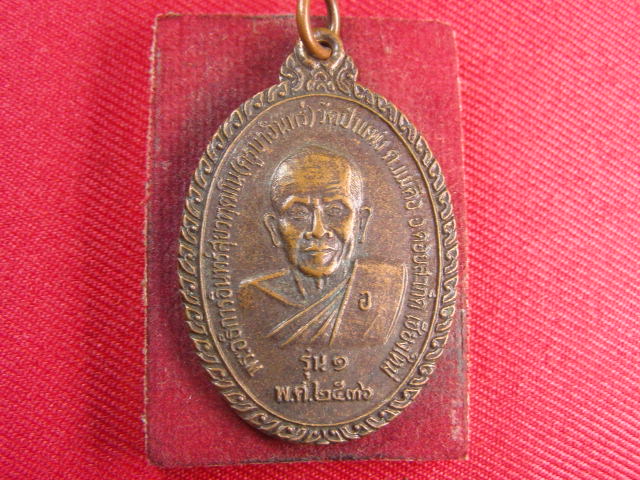 พระอธิการอินทร์สุขวฑฺฒโน(ครูบาอินทร์)วัดป่าแพ่ง ต.แม่คือ อ.ดอยสะเก็ด เชียงใหม่
รุ่น ๑
พ.ศ.๒๕๓๖